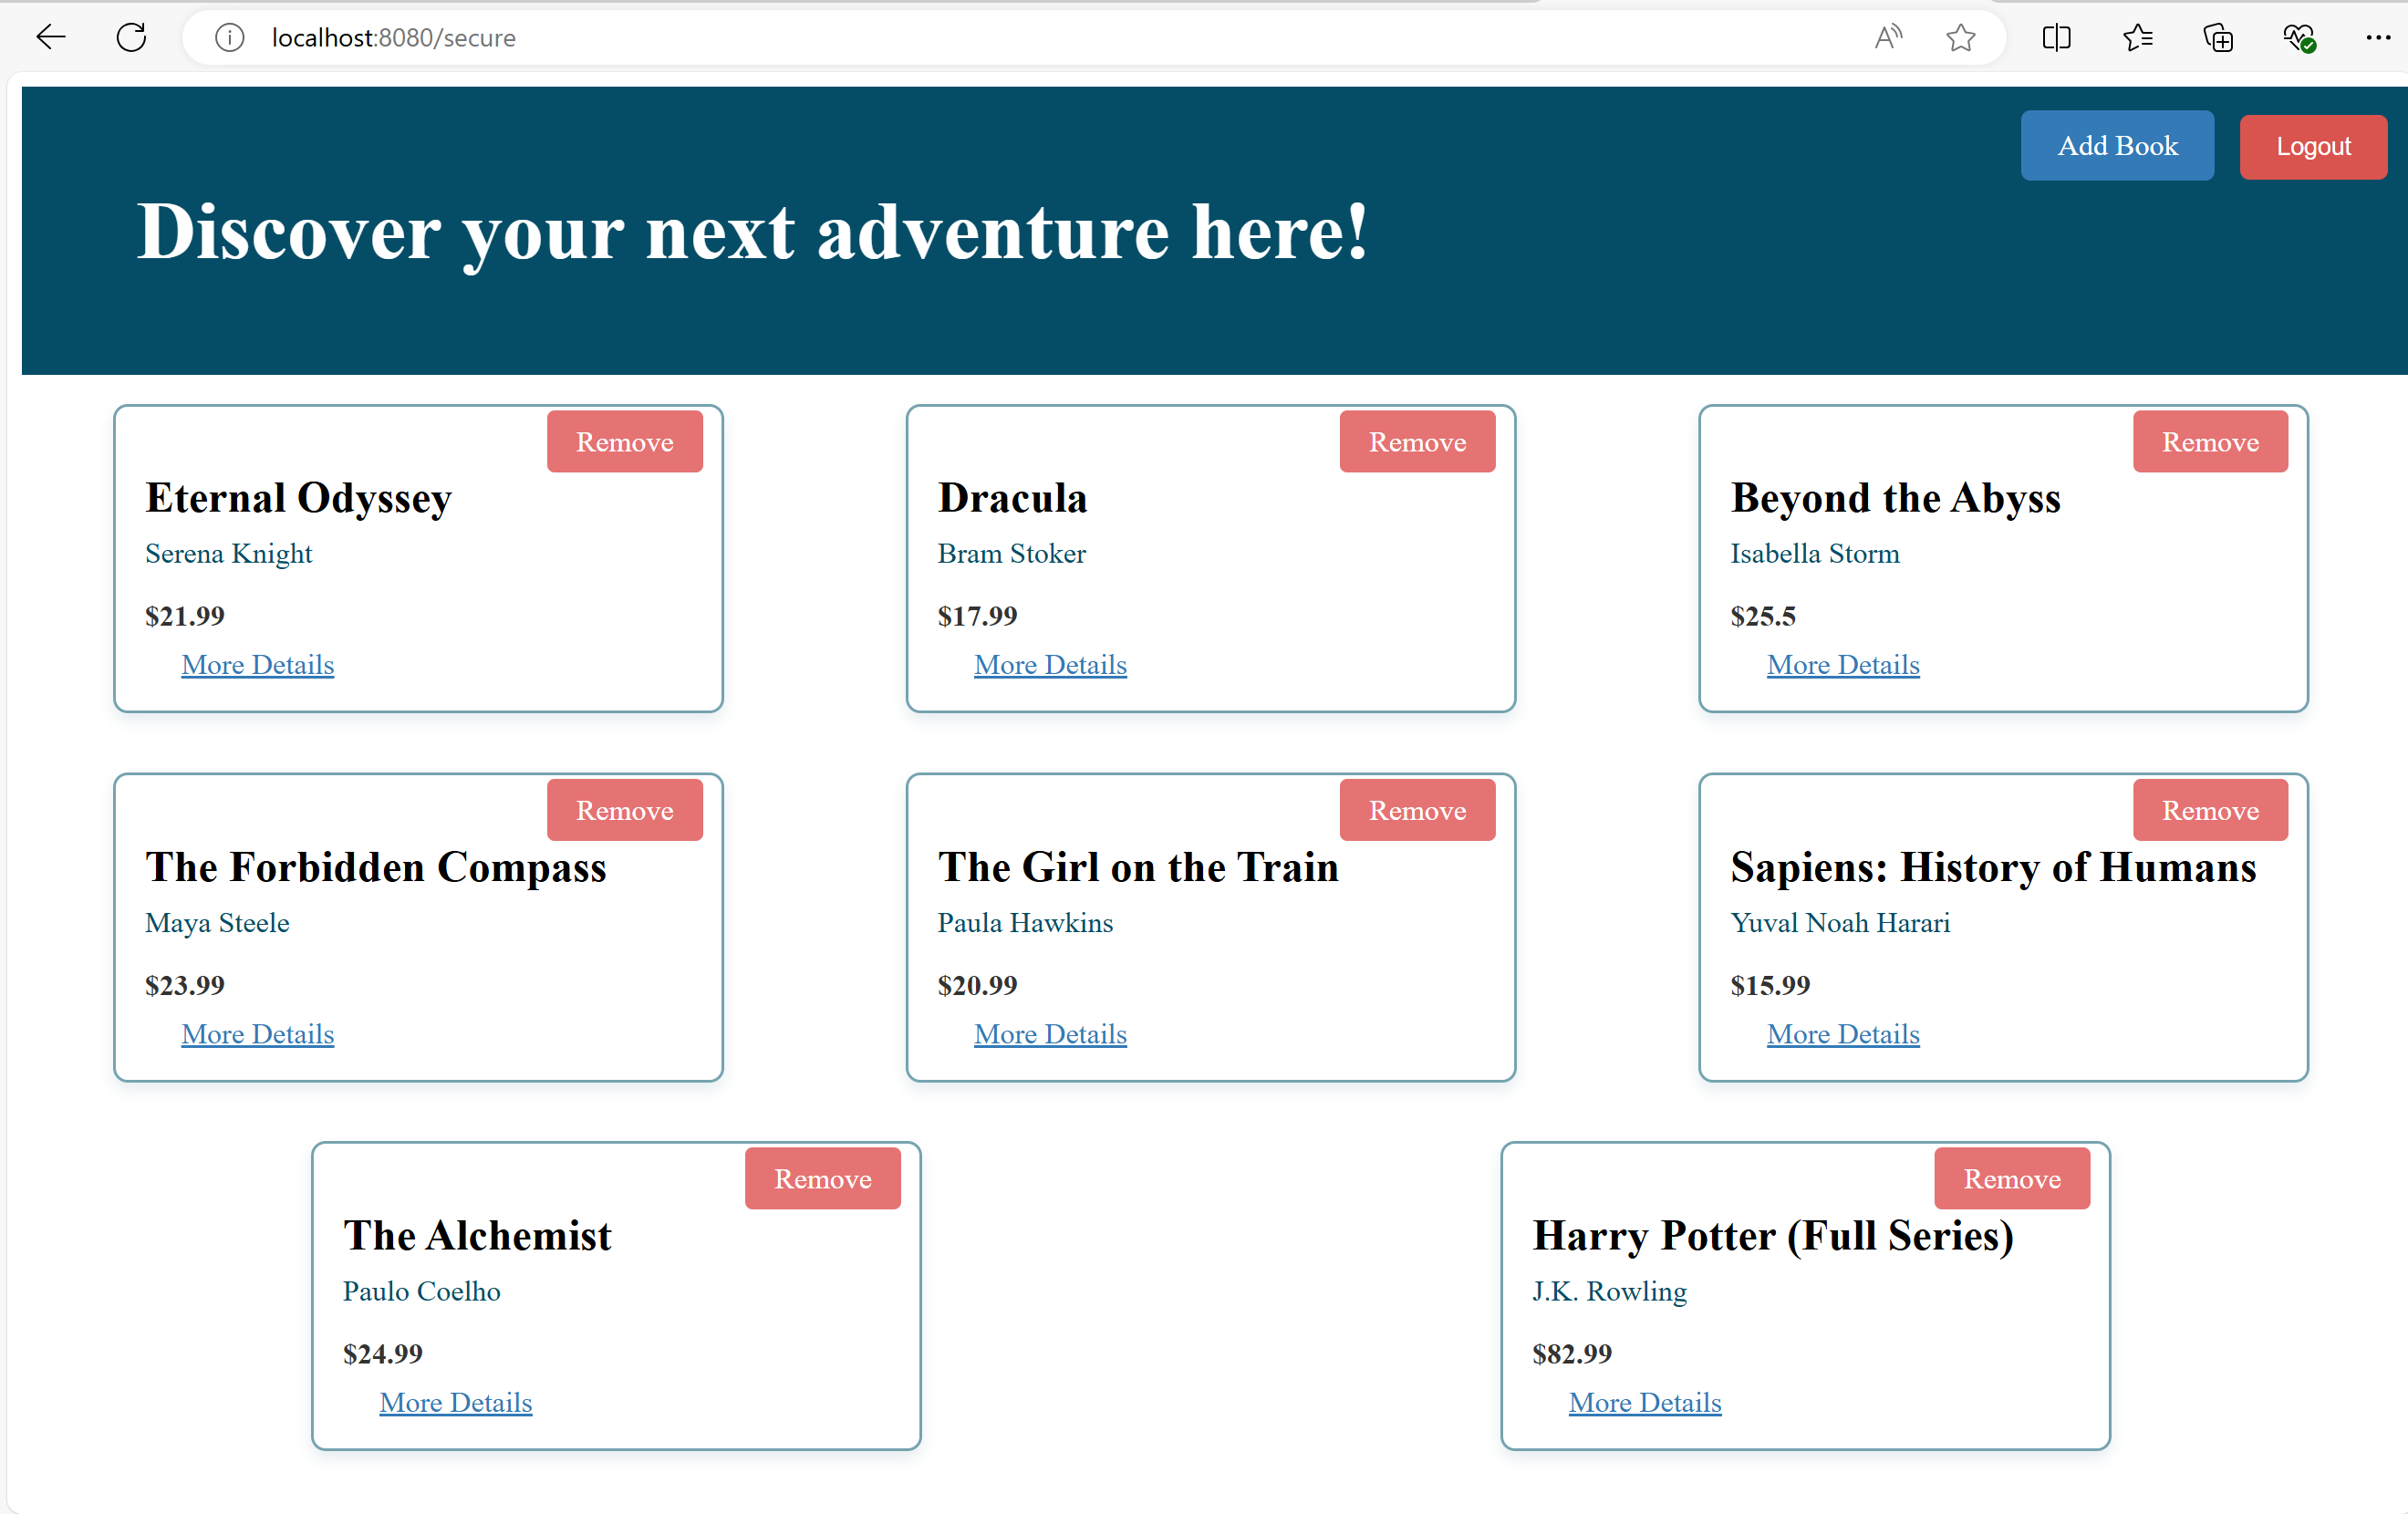 localhost:8080/secure
Add Book
Logout
Discover your next adventure here!
Remove
Eternal Odyssey
Serena Knight
$21.99
More Details
Remove
Dracula
Bram Stoker
$17.99
More Details
Remove
Beyond the Abyss
Isabella Storm
$25.5
More Details
Remove
The Forbidden Compass
Maya Steele
$23.99
More Details
Remove
The Girl on the Train
Paula Hawkins
$20.99
More Details
Remove
Sapiens: History of Humans
Yuval Noah Harari
$15.99
More Details
Remove
The Alchemist
Paulo Coelho
$24.99
More Details
Remove
Harry Potter (Full Series)
J.K. Rowling
$82.99
More Details